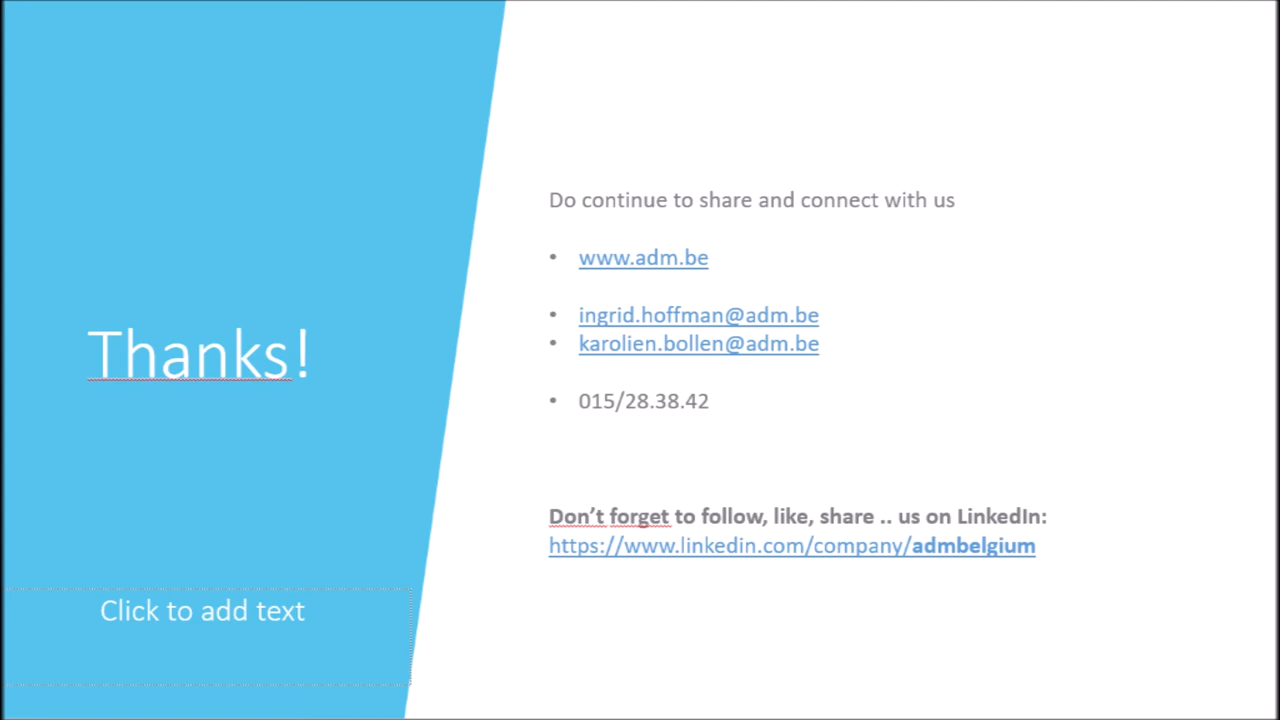 Thanks!
Click to add text
Do continue to share and connect with us
• www.adm.be
• ingrid.hoffman@adm.be
• karolien.bollen@adm.be
• 015/28.38.42
Don’t forget to follow, like, share .. us on LinkedIn:
https://www.linkedin.com/company/admbelgium